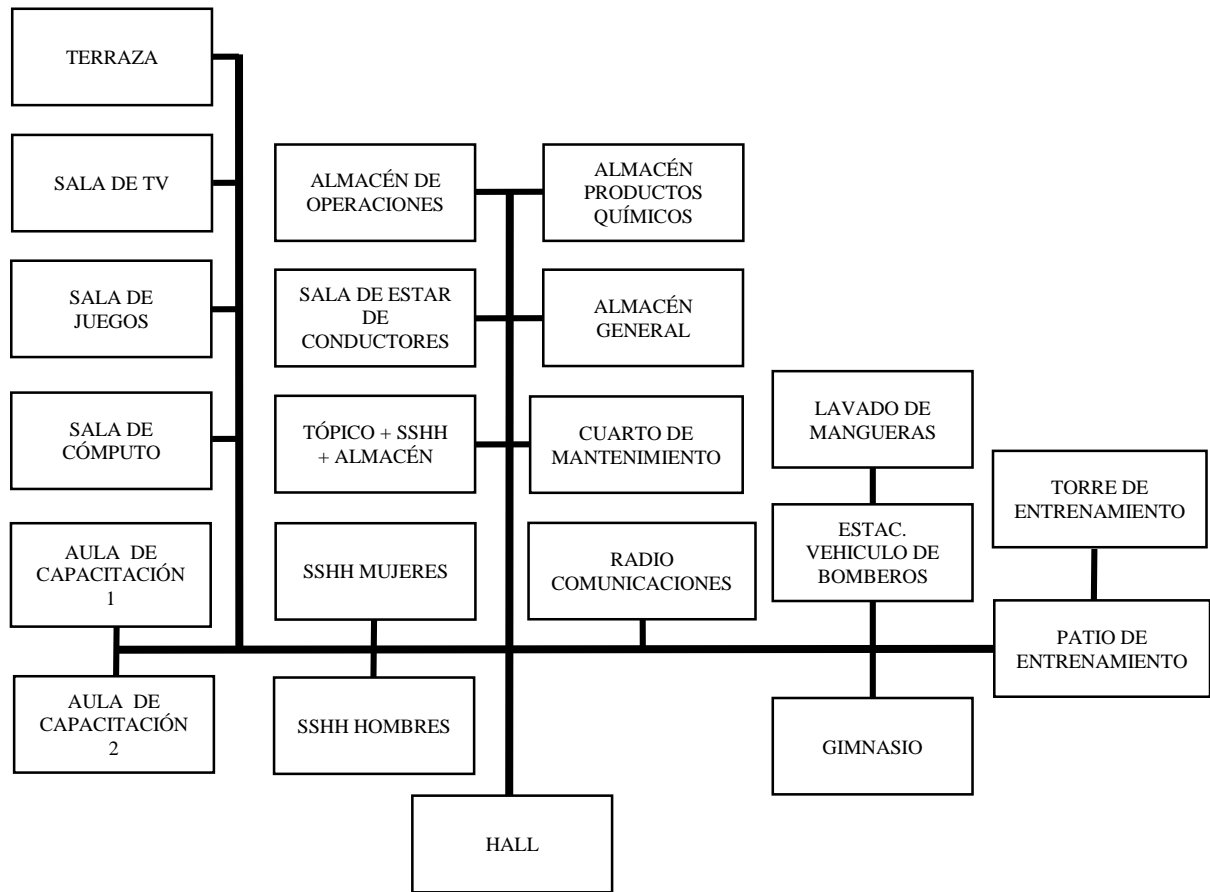 TERRAZA
SALA DE TV
SALA DE
JUEGOS
SALA DE
CÓMPUTO
AULA DE
CAPACITACIÓN
1
AULA DE
CAPACITACIÓN
2
ALMACÉN DE
OPERACIONES
SALA DE ESTAR
DE
CONDUCTORES
TÓPICO + SSHH
+ ALMACÉN
SSHH MUJERES
SSHH HOMBRES
ALMACÉN
PRODUCTOS
QUÍMICOS
ALMACÉN
GENERAL
CUARTO DE
MANTENIMIENTO
RADIO
COMUNICACIONES
HALL
LAVADO DE
MANGUERAS
ESTAC.
VEHICULO DE
BOMBEROS
GIMNASIO
TORRE DE
ENTRENAMIENTO
PATIO DE
ENTRENAMIENTO